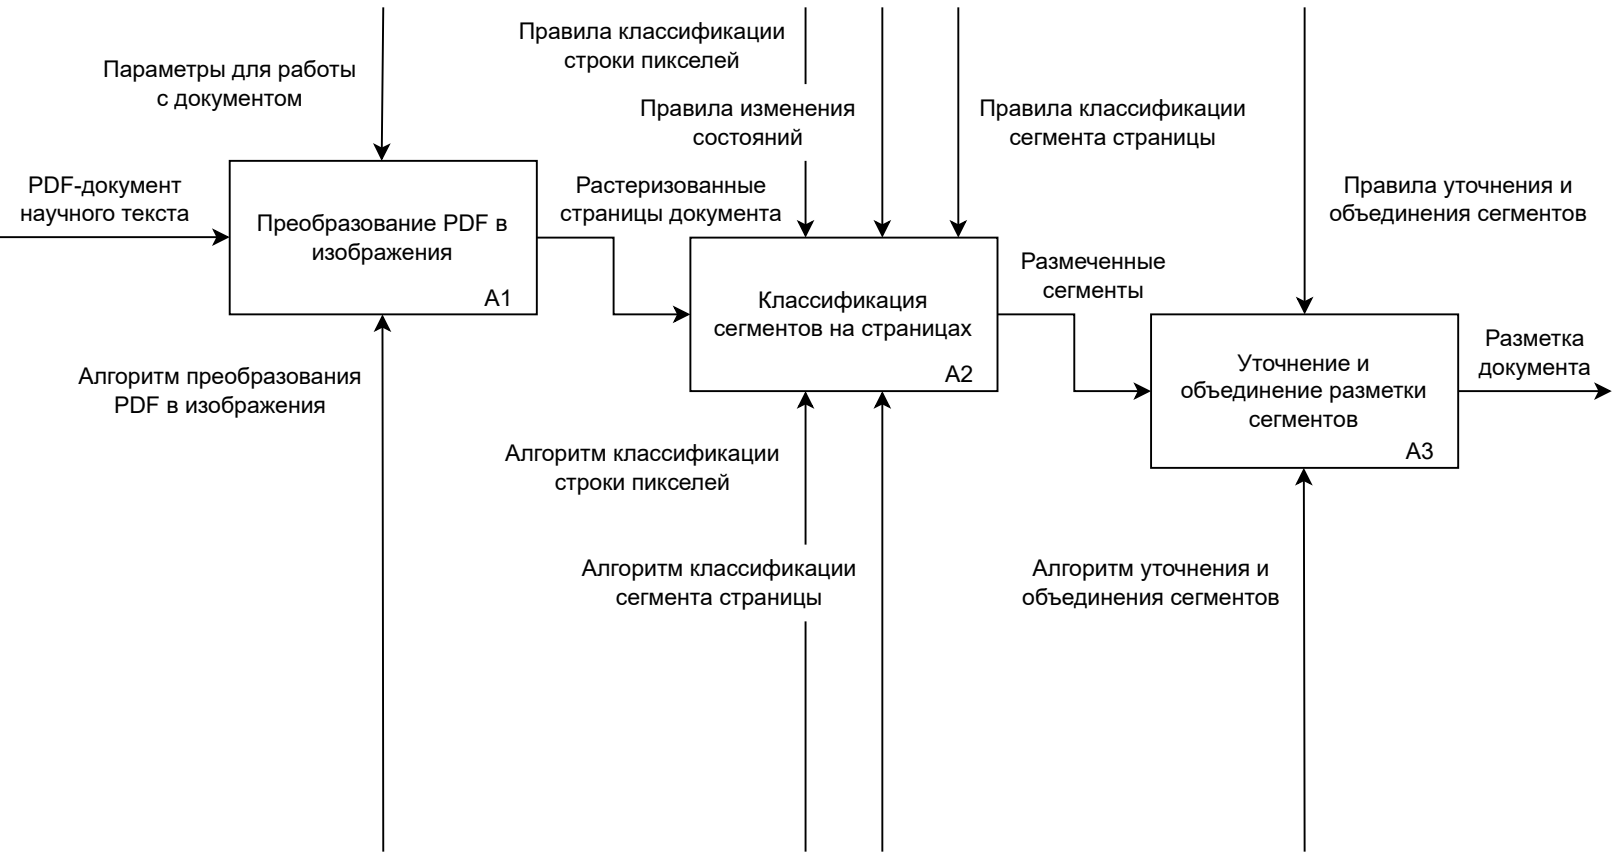 Правила классификации
строки пикселей
Параметры для работы
с документом
Правила изменения
состояний
Правила классификации
сегмента страницы
PDF-документ
научного текста
Растеризованные
страницы документа
Правила уточнения и
объединения сегментов
Преобразование PDF в
изображения
A1
Размеченные
сегменты
Классификация
сегментов на страницах
A2
Разметка
документа
Уточнение и
объединение разметки
сегментов
A3
Алгоритм преобразования
PDF в изображения
Алгоритм классификации
строки пикселей
Алгоритм классификации
сегмента страницы
Алгоритм уточнения и
объединения сегментов